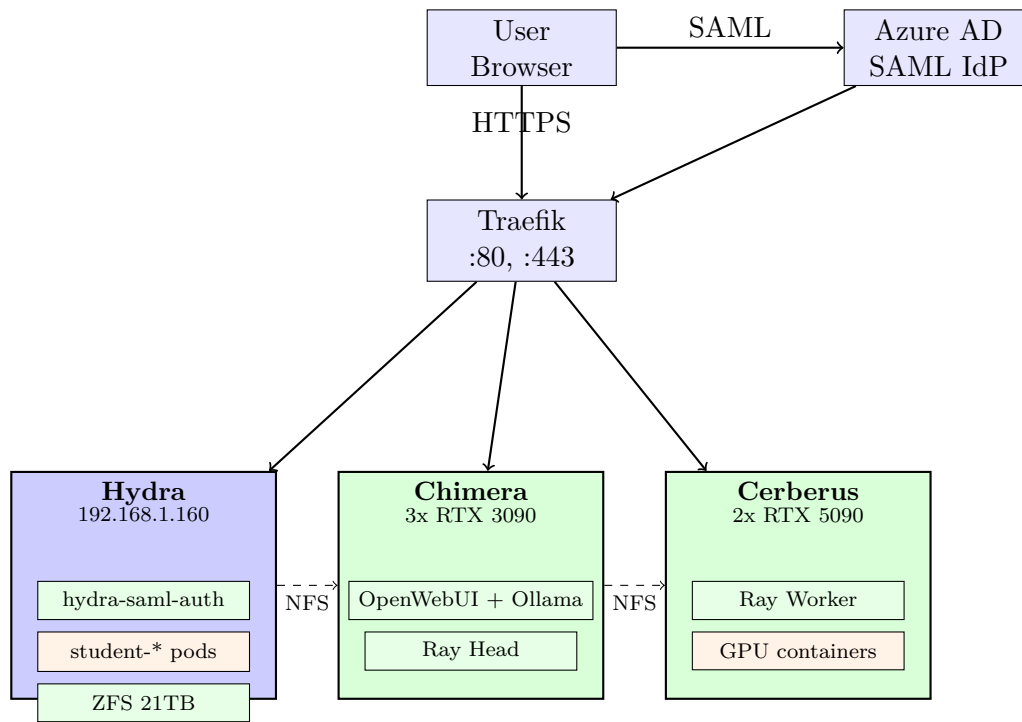 User
Browser
SAML
Azure AD
SAML IdP
HTTPS
Traefik
:80, :443
Hydra
192.168.1.160
hydra-saml-auth
student-* pods
ZFS 21TB
NFS
Chimera
3x RTX 3090
OpenWebUI + Ollama
Ray Head
NFS
Cerberus
2x RTX 5090
Ray Worker
GPU containers